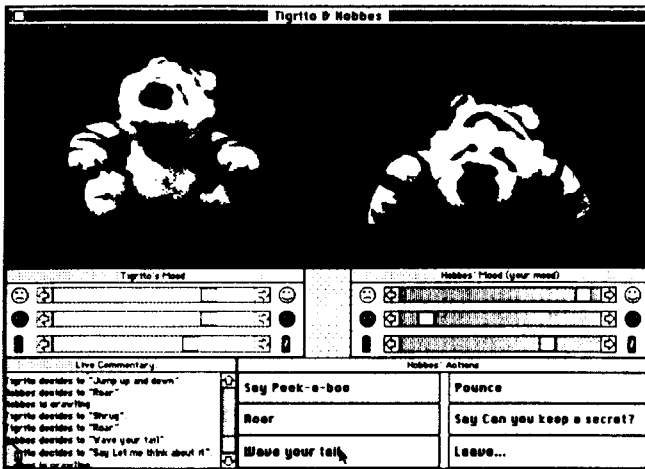 Tigrito & Hobbes
Tigrito's Mood
Hobbes' Mood (your mood)
Live Commentary
Tigrito decides to "Jump up and down"
Hobbes decides to "Roar"
Hobbes is crawling
Tigrito decides to "Shrug".
Tigrito decides to "Roar"
Hobbes decides to "Wave your tail"
Tigrito decides to "Say Let me think about it".
Hobbes is crawling
Hobbes' Actions
Say Peek-a-boo
Pounce
Roar
Say Can you keep a secret?
Wave your tail
Leave...